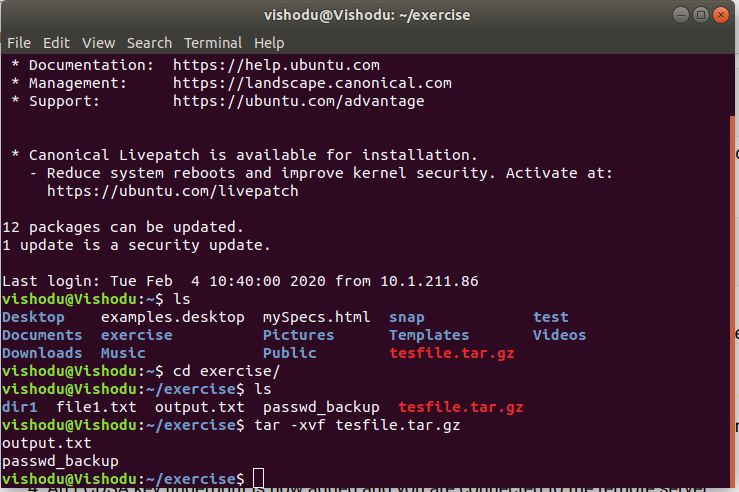 vishodu@Vishodu: ~/exercise
File Edit View Search Terminal Help
* Documentation: https://help.ubuntu.com
* Management: https://landscape.canonical.com
* Support: https://ubuntu.com/advantage
* Canonical Livepatch is available for installation.
- Reduce system reboots and improve kernel security. Activate at:
https://ubuntu.com/livepatch
12 packages can be updated.
1 update is a security update.
Last login: Tue Feb 4 10:40:00 2020 from 10.1.211.86
vishodu@Vishodu:~$ ls
Desktop examples.desktop mySpecs.html snap test
Documents exercise Pictures Templates Videos
Downloads Music Public tesfile.tar.gz
vishodu@Vishodu:~$ cd exercise/
vishodu@Vishodu:~/exercise$ ls
dir1 file1.txt output.txt passwd_backup tesfile.tar.gz
vishodu@Vishodu:~/exercise$ tar -xvf tesfile.tar.gz
output.txt
passwd_backup
vishodu@Vishodu:~/exercise$